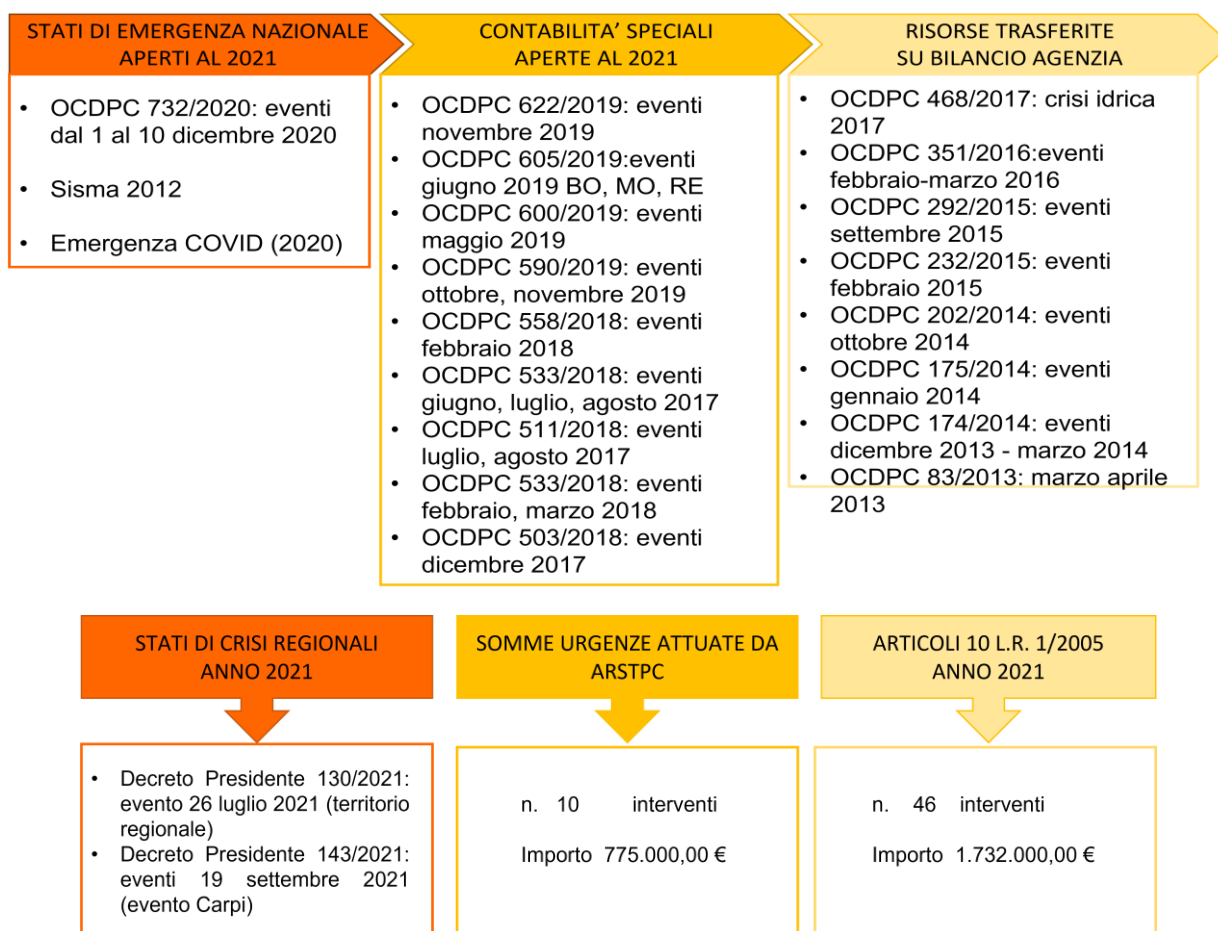 STATI DI EMERGENZA NAZIONALE
APERTI AL 2021
• OCDPC 732/2020: eventi
dal 1 al 10 dicembre 2020
• Sisma 2012
• Emergenza COVID (2020)
CONTABILITA’ SPECIALI
APERTE AL 2021
• OCDPC 622/2019: eventi
novembre 2019
• OCDPC 605/2019:eventi
giugno 2019 BO, MO, RE
• OCDPC 600/2019: eventi
maggio 2019
• OCDPC 590/2019: eventi
ottobre, novembre 2019
• OCDPC 558/2018: eventi
febbraio 2018
• OCDPC 533/2018: eventi
giugno, luglio, agosto 2017
• OCDPC 511/2018: eventi
luglio, agosto 2017
• OCDPC 533/2018: eventi
febbraio, marzo 2018
• OCDPC 503/2018: eventi
dicembre 2017
RISORSE TRASFERITE
SU BILANCIO AGENZIA
• OCDPC 468/2017: crisi idrica
2017
• OCDPC 351/2016:eventi
febbraio-marzo 2016
• OCDPC 292/2015: eventi
settembre 2015
• OCDPC 232/2015: eventi
febbraio 2015
• OCDPC 202/2014: eventi
ottobre 2014
• OCDPC 175/2014: eventi
gennaio 2014
• OCDPC 174/2014: eventi
dicembre 2013 - marzo 2014
• OCDPC 83/2013: marzo aprile
2013
STATI DI CRISI REGIONALI
ANNO 2021
• Decreto Presidente 130/2021:
evento 26 luglio 2021 (territorio
regionale)
• Decreto Presidente 143/2021:
eventi 19 settembre 2021
(evento Carpi)
SOMME URGENZE ATTUATE DA
ARSTPC
n. 10 interventi
Importo 775.000,00 €
ARTICOLI 10 L.R. 1/2005
ANNO 2021
n. 46 interventi
Importo 1.732.000,00 €